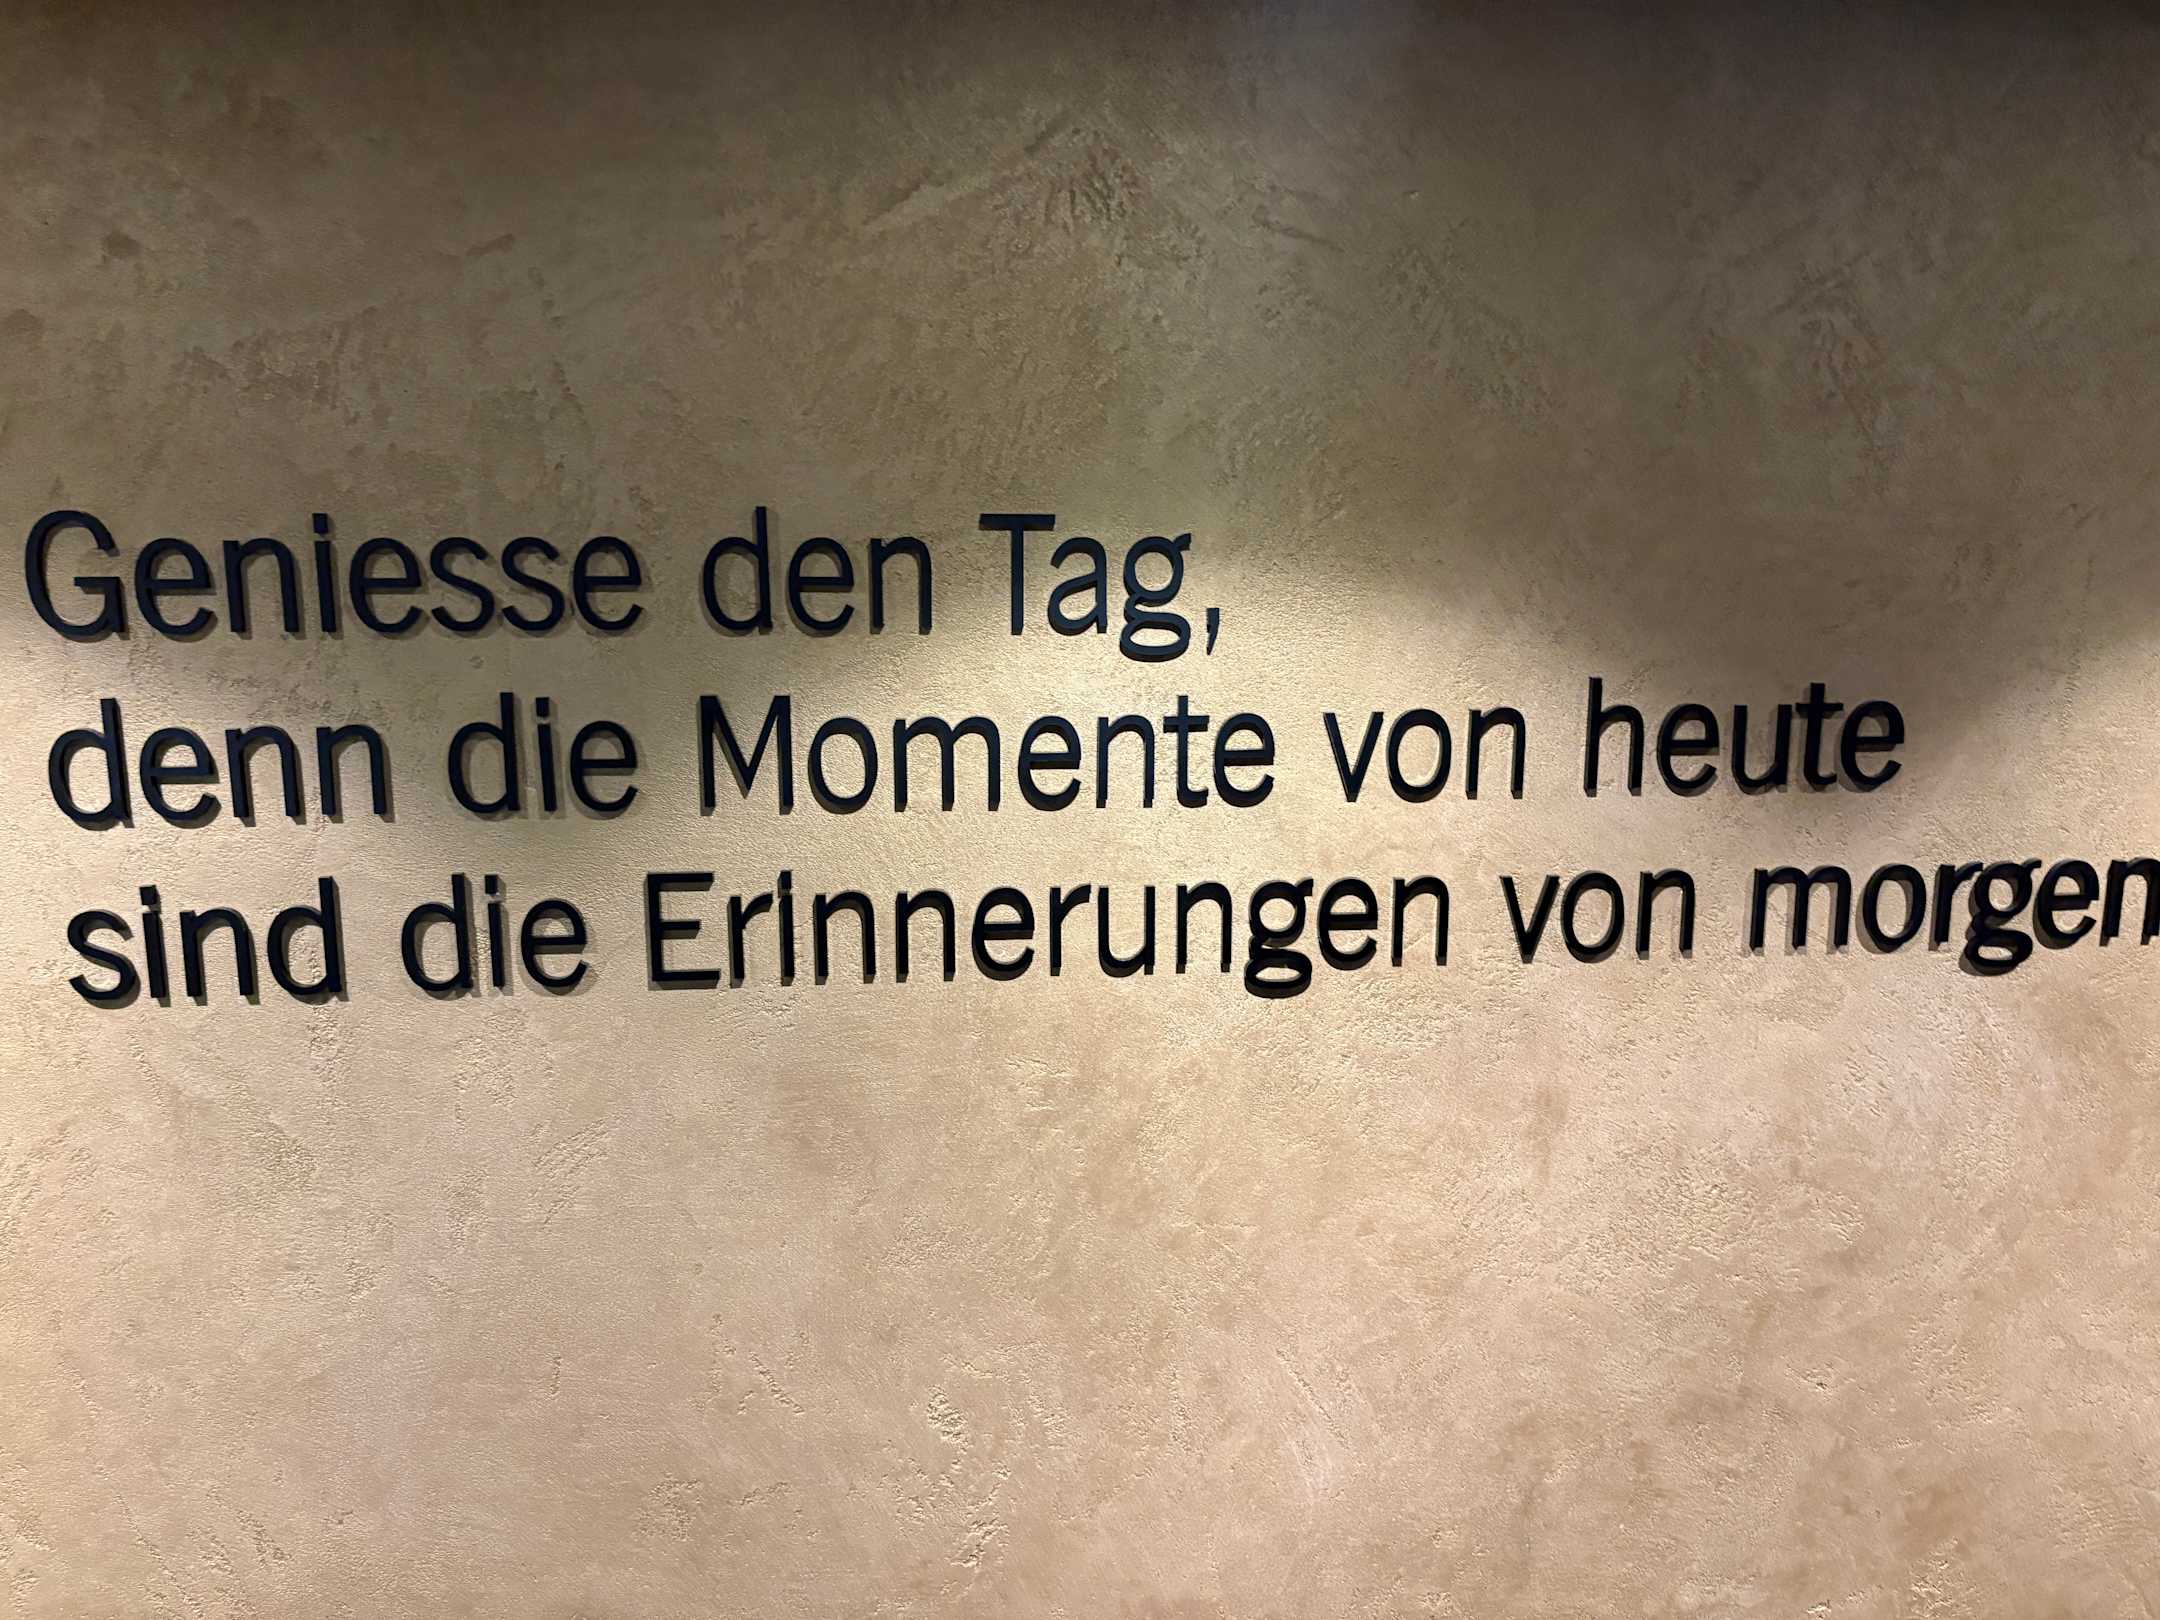 Geniesse den Tag,
denn die Momente von heute
sind die Erinnerungen von morgen